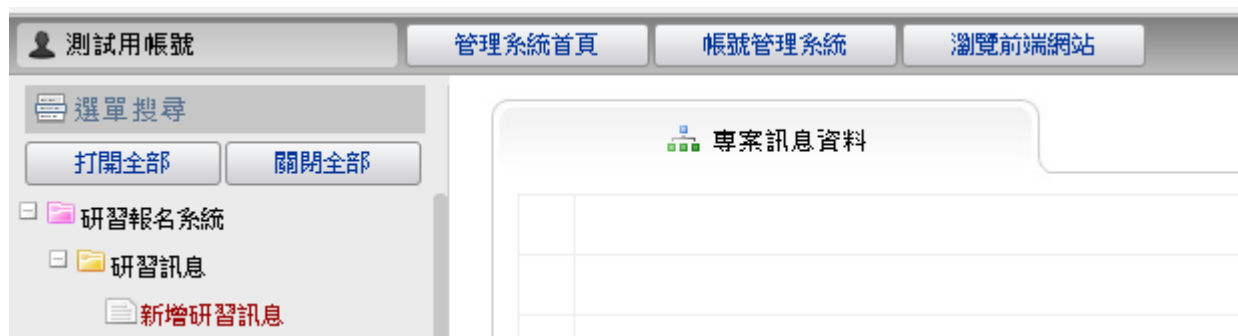 測試用帳號 管理系統首頁 帳號管理系統 瀏覽前端網站
選單搜尋
打開全部 關閉全部
專案訊息資料
研習報名系統
研習訊息
新增研習訊息